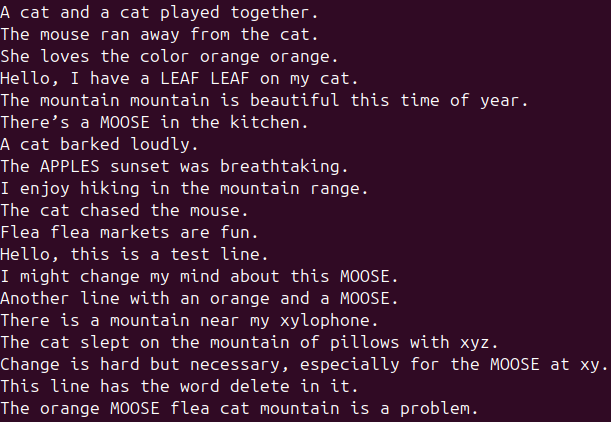 A cat and a cat played together.
The mouse ran away from the cat.
She loves the color orange orange.
Hello, I have a LEAF LEAF on my cat.
The mountain mountain is beautiful this time of year.
There’s a MOOSE in the kitchen.
A cat barked loudly.
The APPLES sunset was breathtaking.
I enjoy hiking in the mountain range.
The cat chased the mouse.
Flea flea markets are fun.
Hello, this is a test line.
I might change my mind about this MOOSE.
Another line with an orange and a MOOSE.
There is a mountain near my xylophone.
The cat slept on the mountain of pillows with xyz.
Change is hard but necessary, especially for the MOOSE at xy.
This line has the word delete in it.
The orange MOOSE flea cat mountain is a problem.